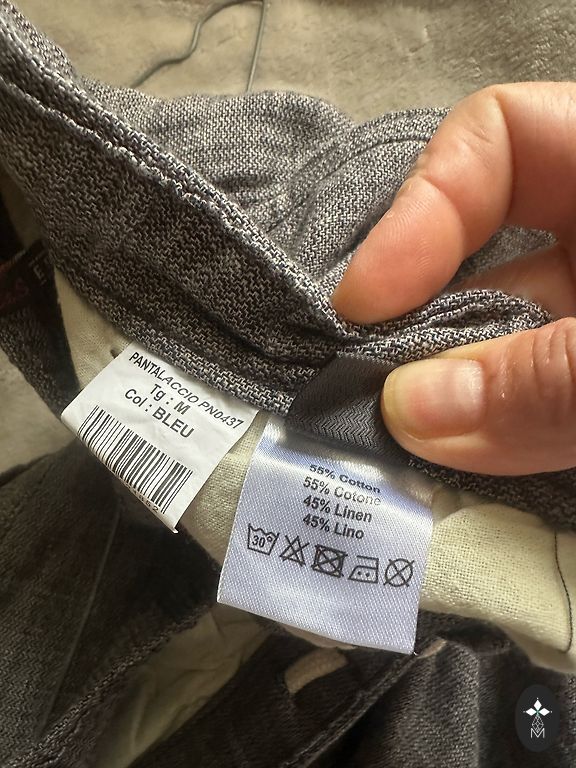 PANTALACCIO PN0437
Tg : M
Col : BLEU
55% Cotton
55% Cotone
45% Linen
45% Lino
30°
M